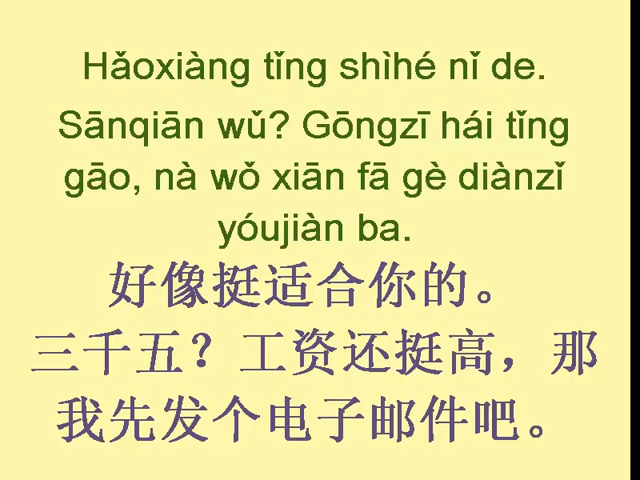 Hǎoxiàng tǐng shìhé nǐ de.
Sānqiān wǔ? Gōngzī hái tǐng
gāo, nà wǒ xiān fā gè diànzǐ
yóujiàn ba.
好像挺适合你的。
三千五？工资还挺高，那
我先发个电子邮件吧。